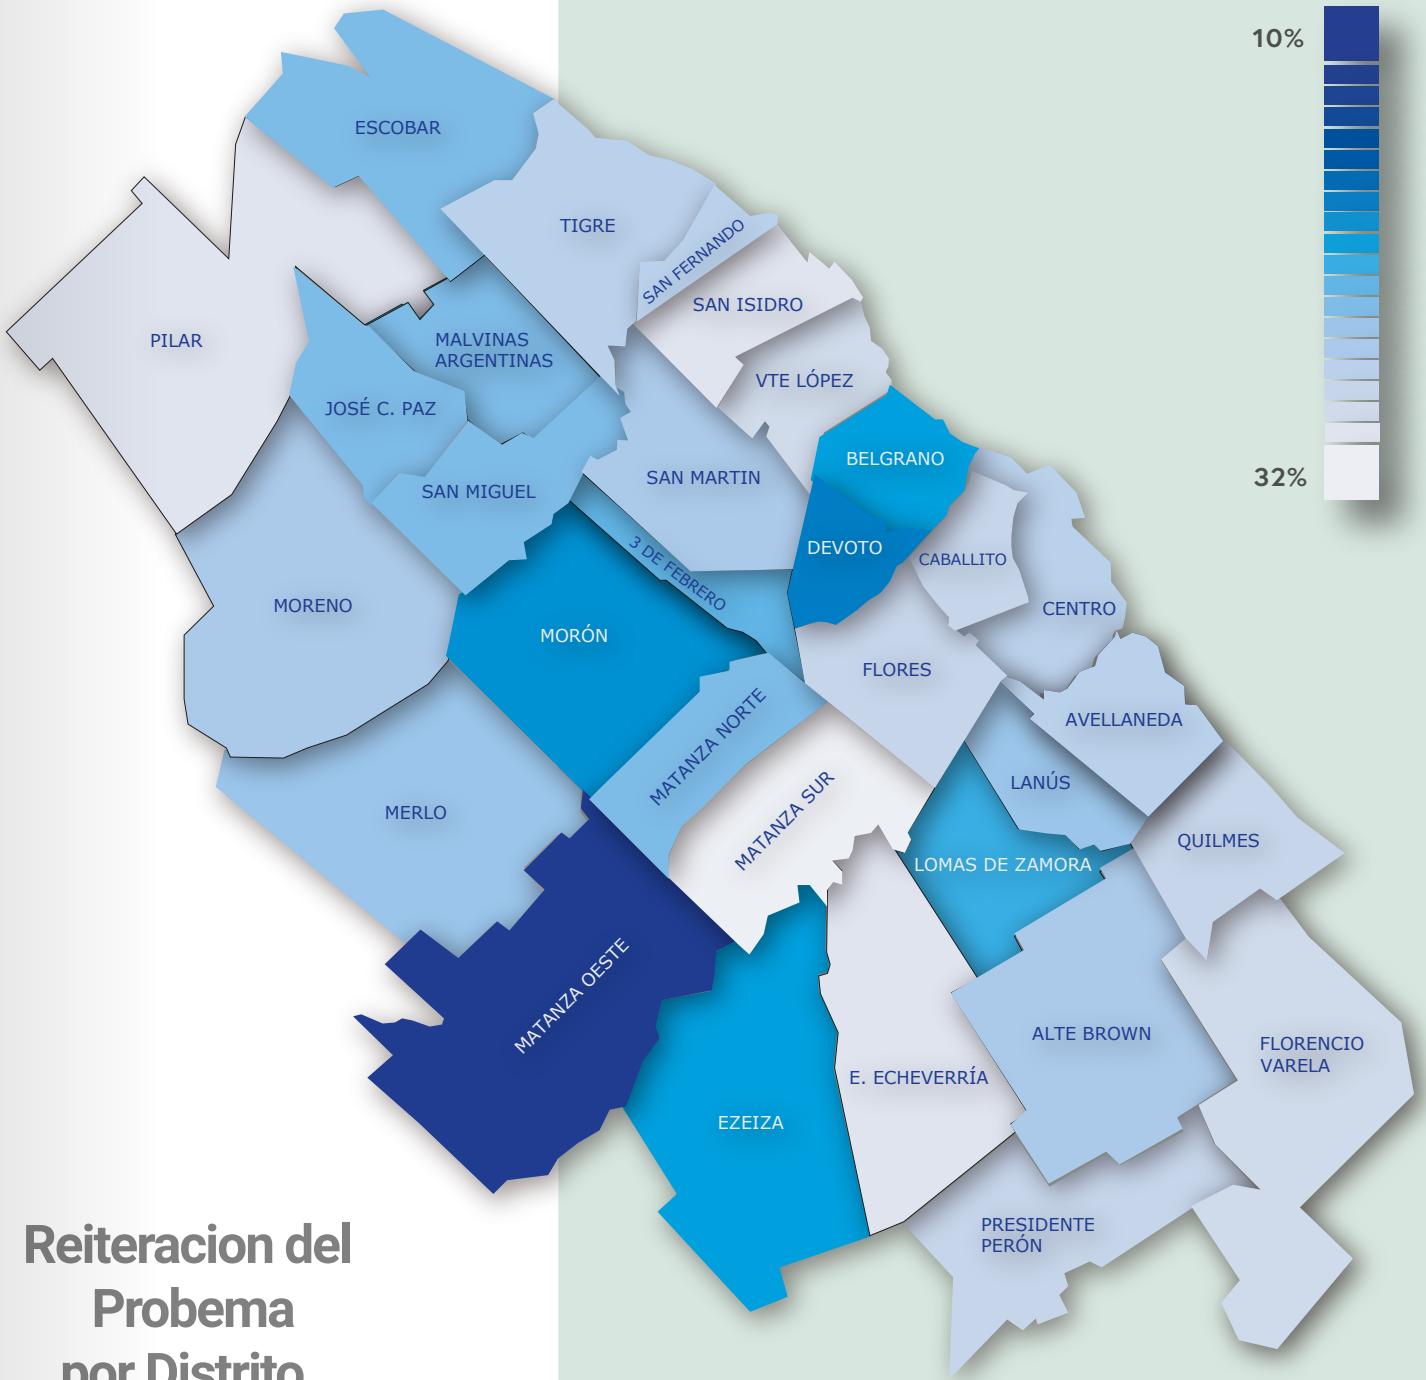 10%
ESCOBAR
TIGRE
SAN FERNANDO
SAN ISIDRO
PILAR
MALVINAS
ARGENTINAS
VTE LÓPEZ
JOSÉ C. PAZ
BELGRANO
SAN MARTIN
32%
SAN MIGUEL
3 DE FEBRERO
DEVOTO
CABALLITO
MORENO
CENTRO
MORÓN
FLORES
AVELLANEDA
MATANZA NORTE
LANÚS
MERLO
MATANZA SUR
QUILMES
LOMAS DE ZAMORA
MATANZA OESTE
ALTE BROWN
FLORENCIO
VARELA
E. ECHEVERRÍA
EZEIZA
PRESIDENTE
PERÓN
Reiteracion del
Probema
por Distrito